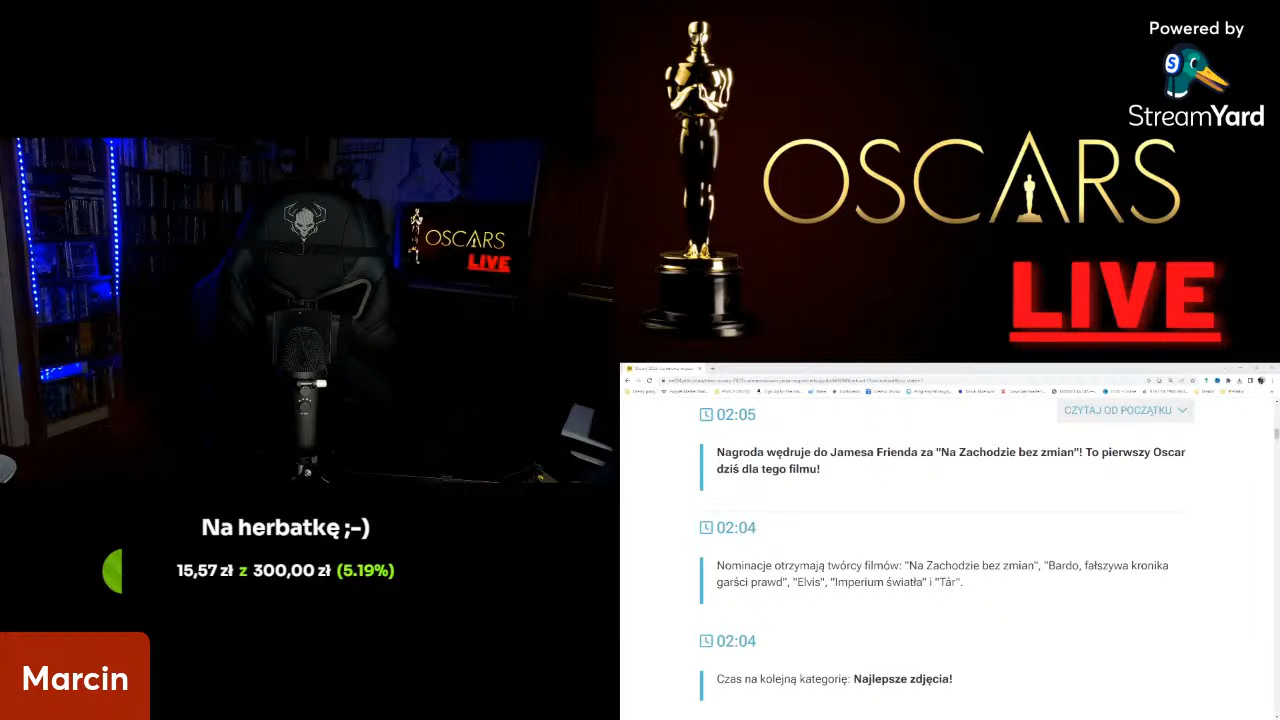 Powered by
StreamYard
OSCARS
LIVE
OSCARS
LIVE
Na herbatkę ;-)
15,57 zł z 300,00 zł (5.19%)
Marcin
02:05
CZYTAJ OD POCZĄTKU
Nagroda wędruje do Jamesa Frienda za "Na Zachodzie bez zmian"! To pierwszy Oscar
dziś dla tego filmu!
02:04
Nominacje otrzymają twórcy filmów: "Na Zachodzie bez zmian", "Bardo, fałszywa kronika
garści prawd", "Elvis", "Imperium światła" i "Tár".
02:04
Czas na kolejną kategorię: Najlepsze zdjęcia!